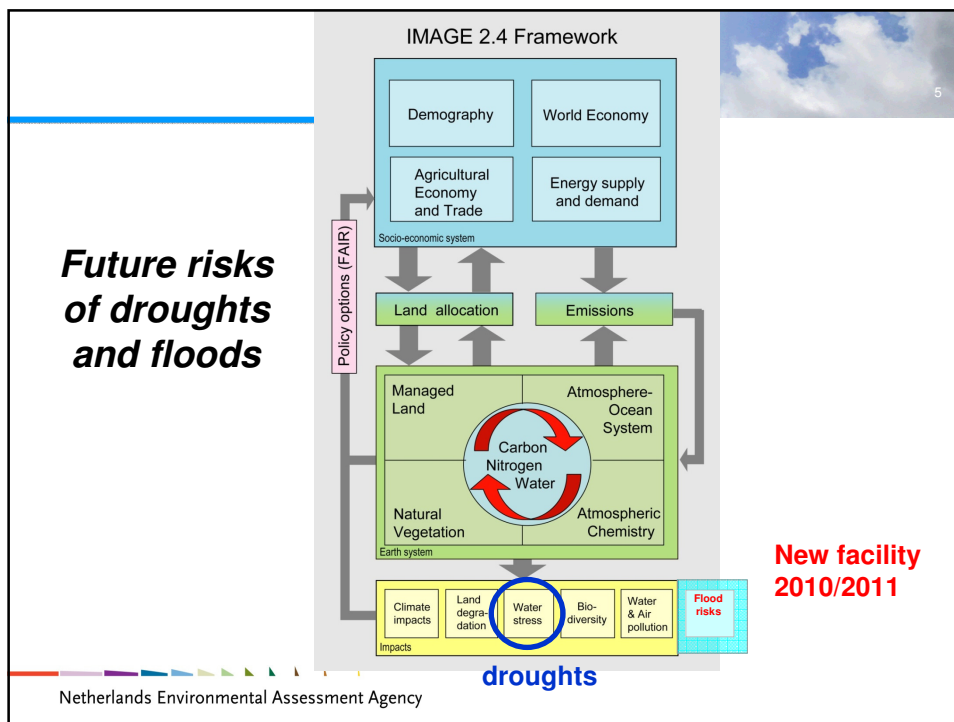 IMAGE 2.4 Framework
5
Demography
World Economy
Agricultural
Economy
and Trade
Energy supply
and demand
Socio-economic system
Future risks
of droughts
and floods
Policy options (FAIR)
Land allocation
Emissions
Managed
Land
Atmosphere-
Ocean
System
Carbon
Nitrogen
Water
Natural
Vegetation
Atmospheric
Chemistry
Earth system
New facility
2010/2011
Climate
impacts
Land
degra-
dation
Water
stress
Bio-
diversity
Water
& Air
pollution
Flood
risks
Impacts
droughts
Netherlands Environmental Assessment Agency